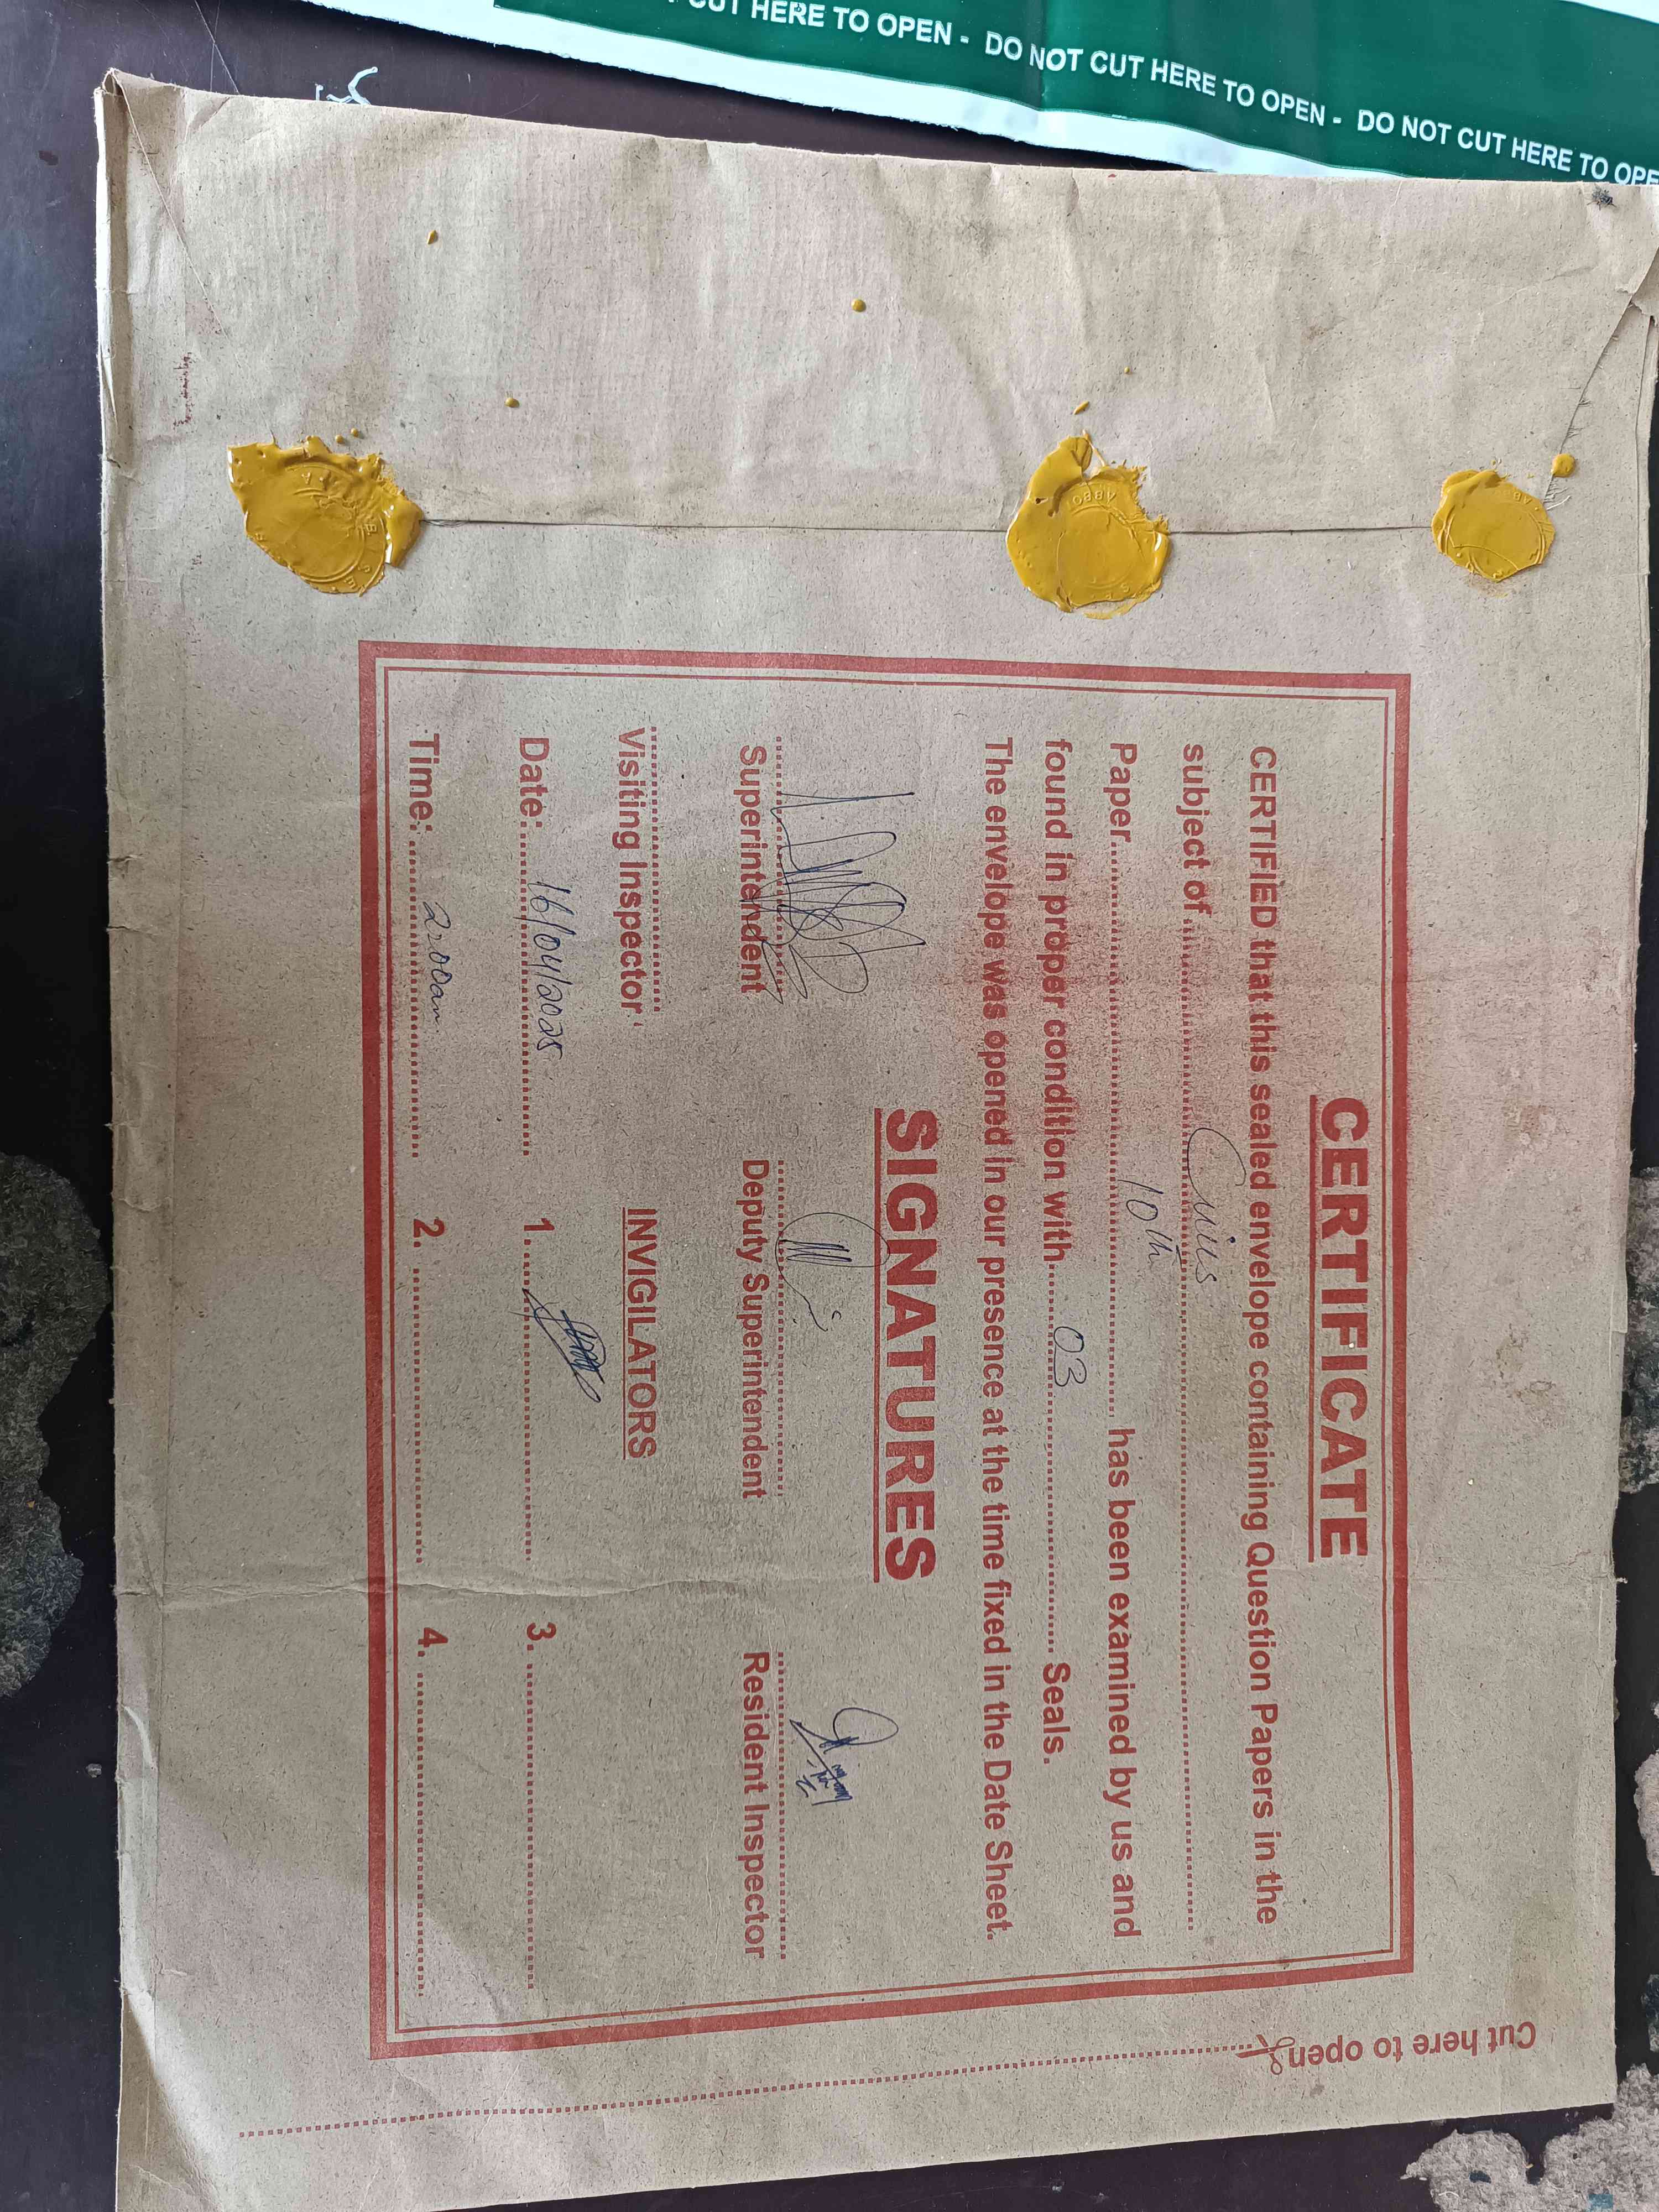 CUT HERE TO OPEN - DO NOT CUT HERE TO OPEN - DO NOT CUT HERE TO OPE
CERTIFICATE
CERTIFIED that this sealed envelope containing Question Papers in the
subject of Civics
Paper 10th has been examined by us and
found in proper condition with 03 Seals.
The envelope was opened in our presence at the time fixed in the Date Sheet.
SIGNATURES
Superintendent Deputy Superintendent Resident Inspector
Visiting Inspector INVIGILATORS
Date: 16/04/2025 1. 3.
Time: 2:00am 2. 4.
Cut here to open